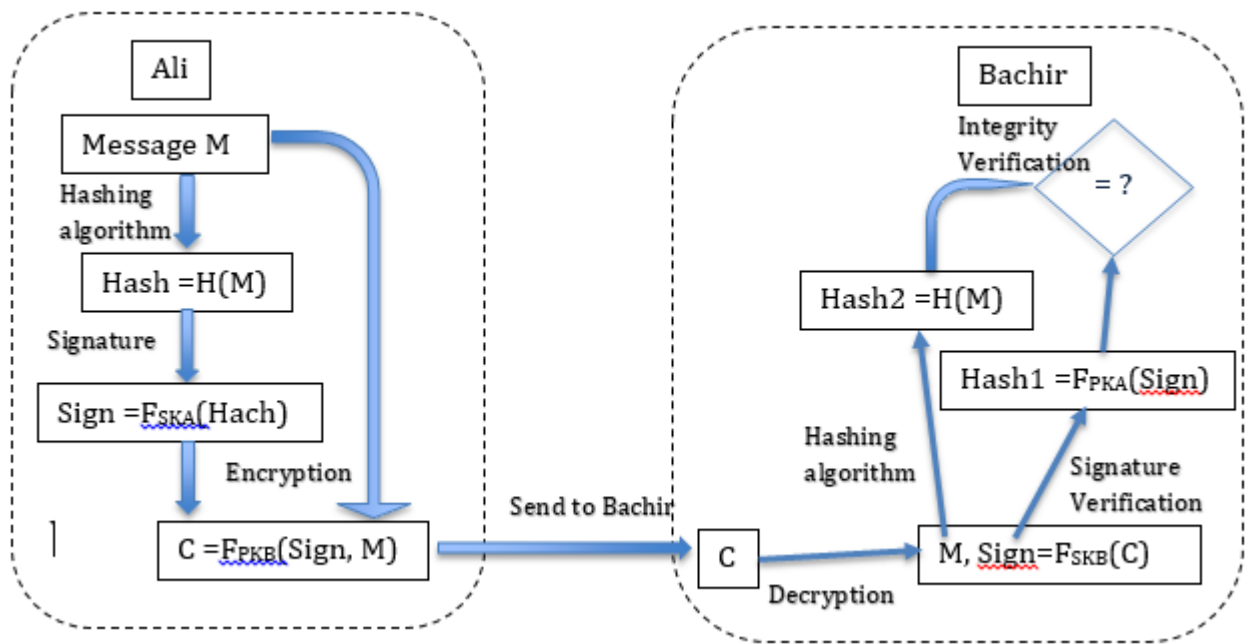 Ali
Message M
Hashing
algorithm
Hash =H(M)
Signature
Sign =FSKA(Hach)
Encryption
C =FPKB(Sign, M)
Send to Bachir
Bachir
Integrity
Verification
= ?
Hash2 =H(M)
Hash1 =FPKA(Sign)
Hashing
algorithm
Signature
Verification
C
M, Sign=FSKB(C)
Decryption